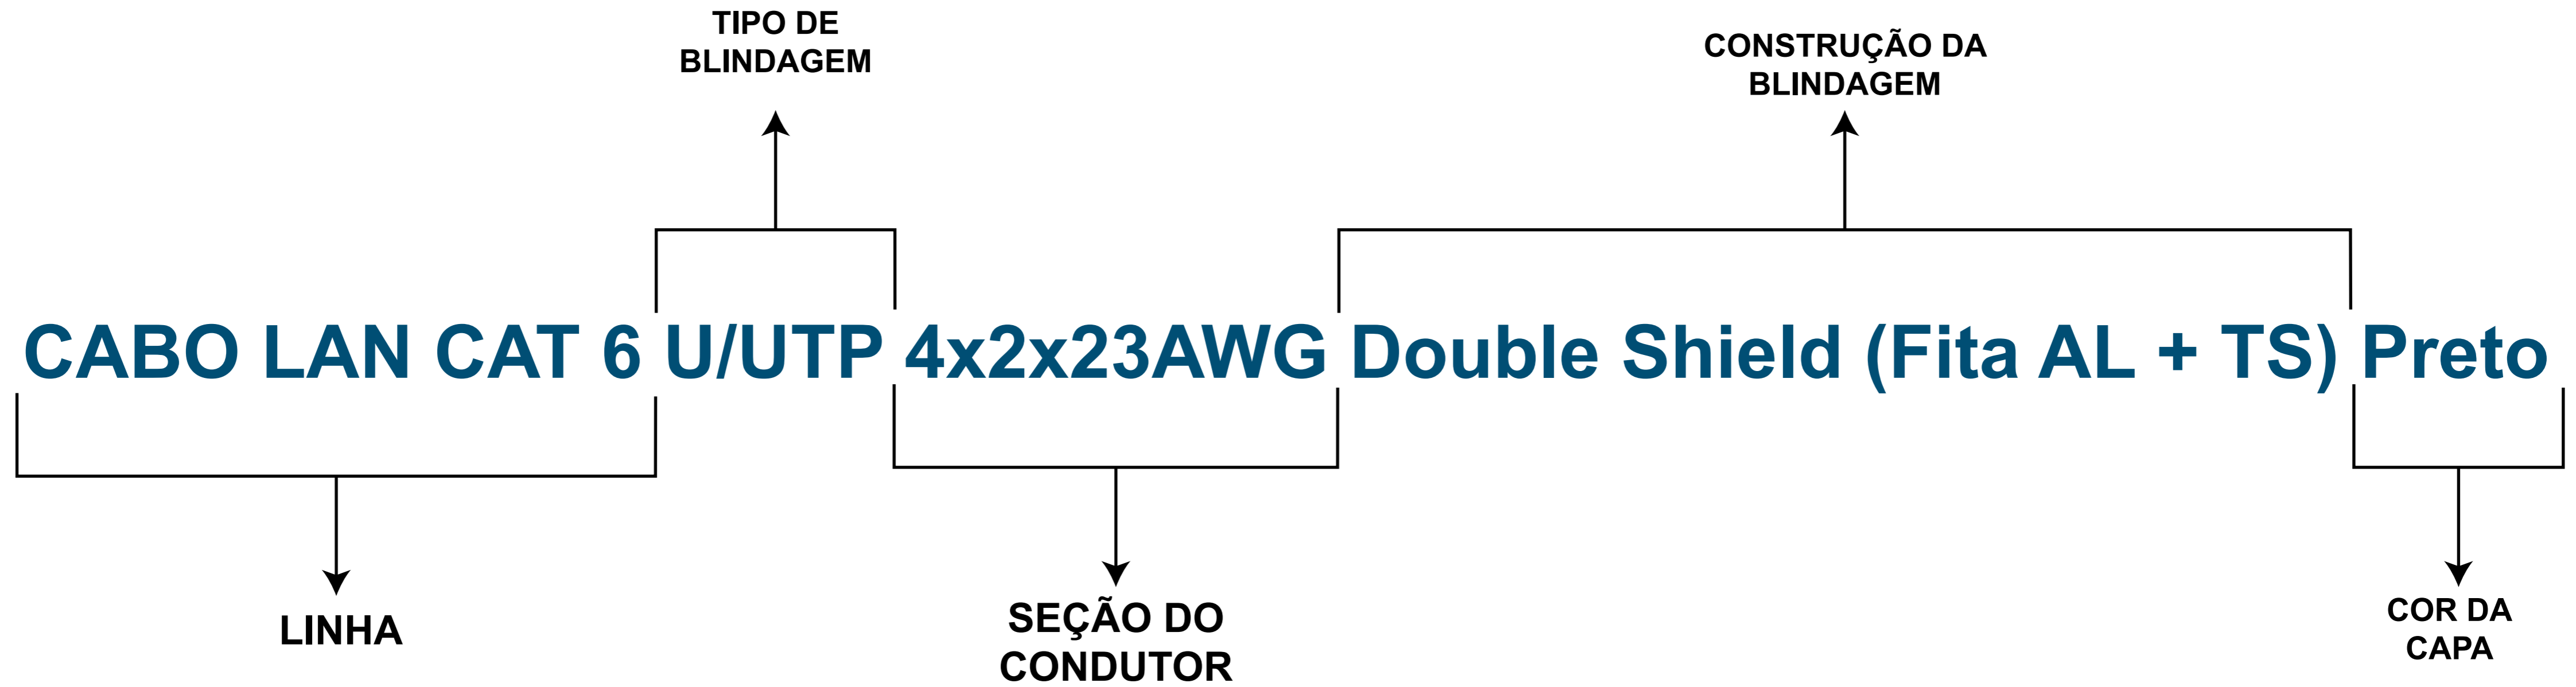 TIPO DE
BLINDAGEM
CONSTRUÇÃO DA
BLINDAGEM
CABO LAN CAT 6 U/UTP 4x2x23AWG Double Shield (Fita AL + TS) Preto
LINHA
SEÇÃO DO
CONDUTOR
COR DA
CAPA